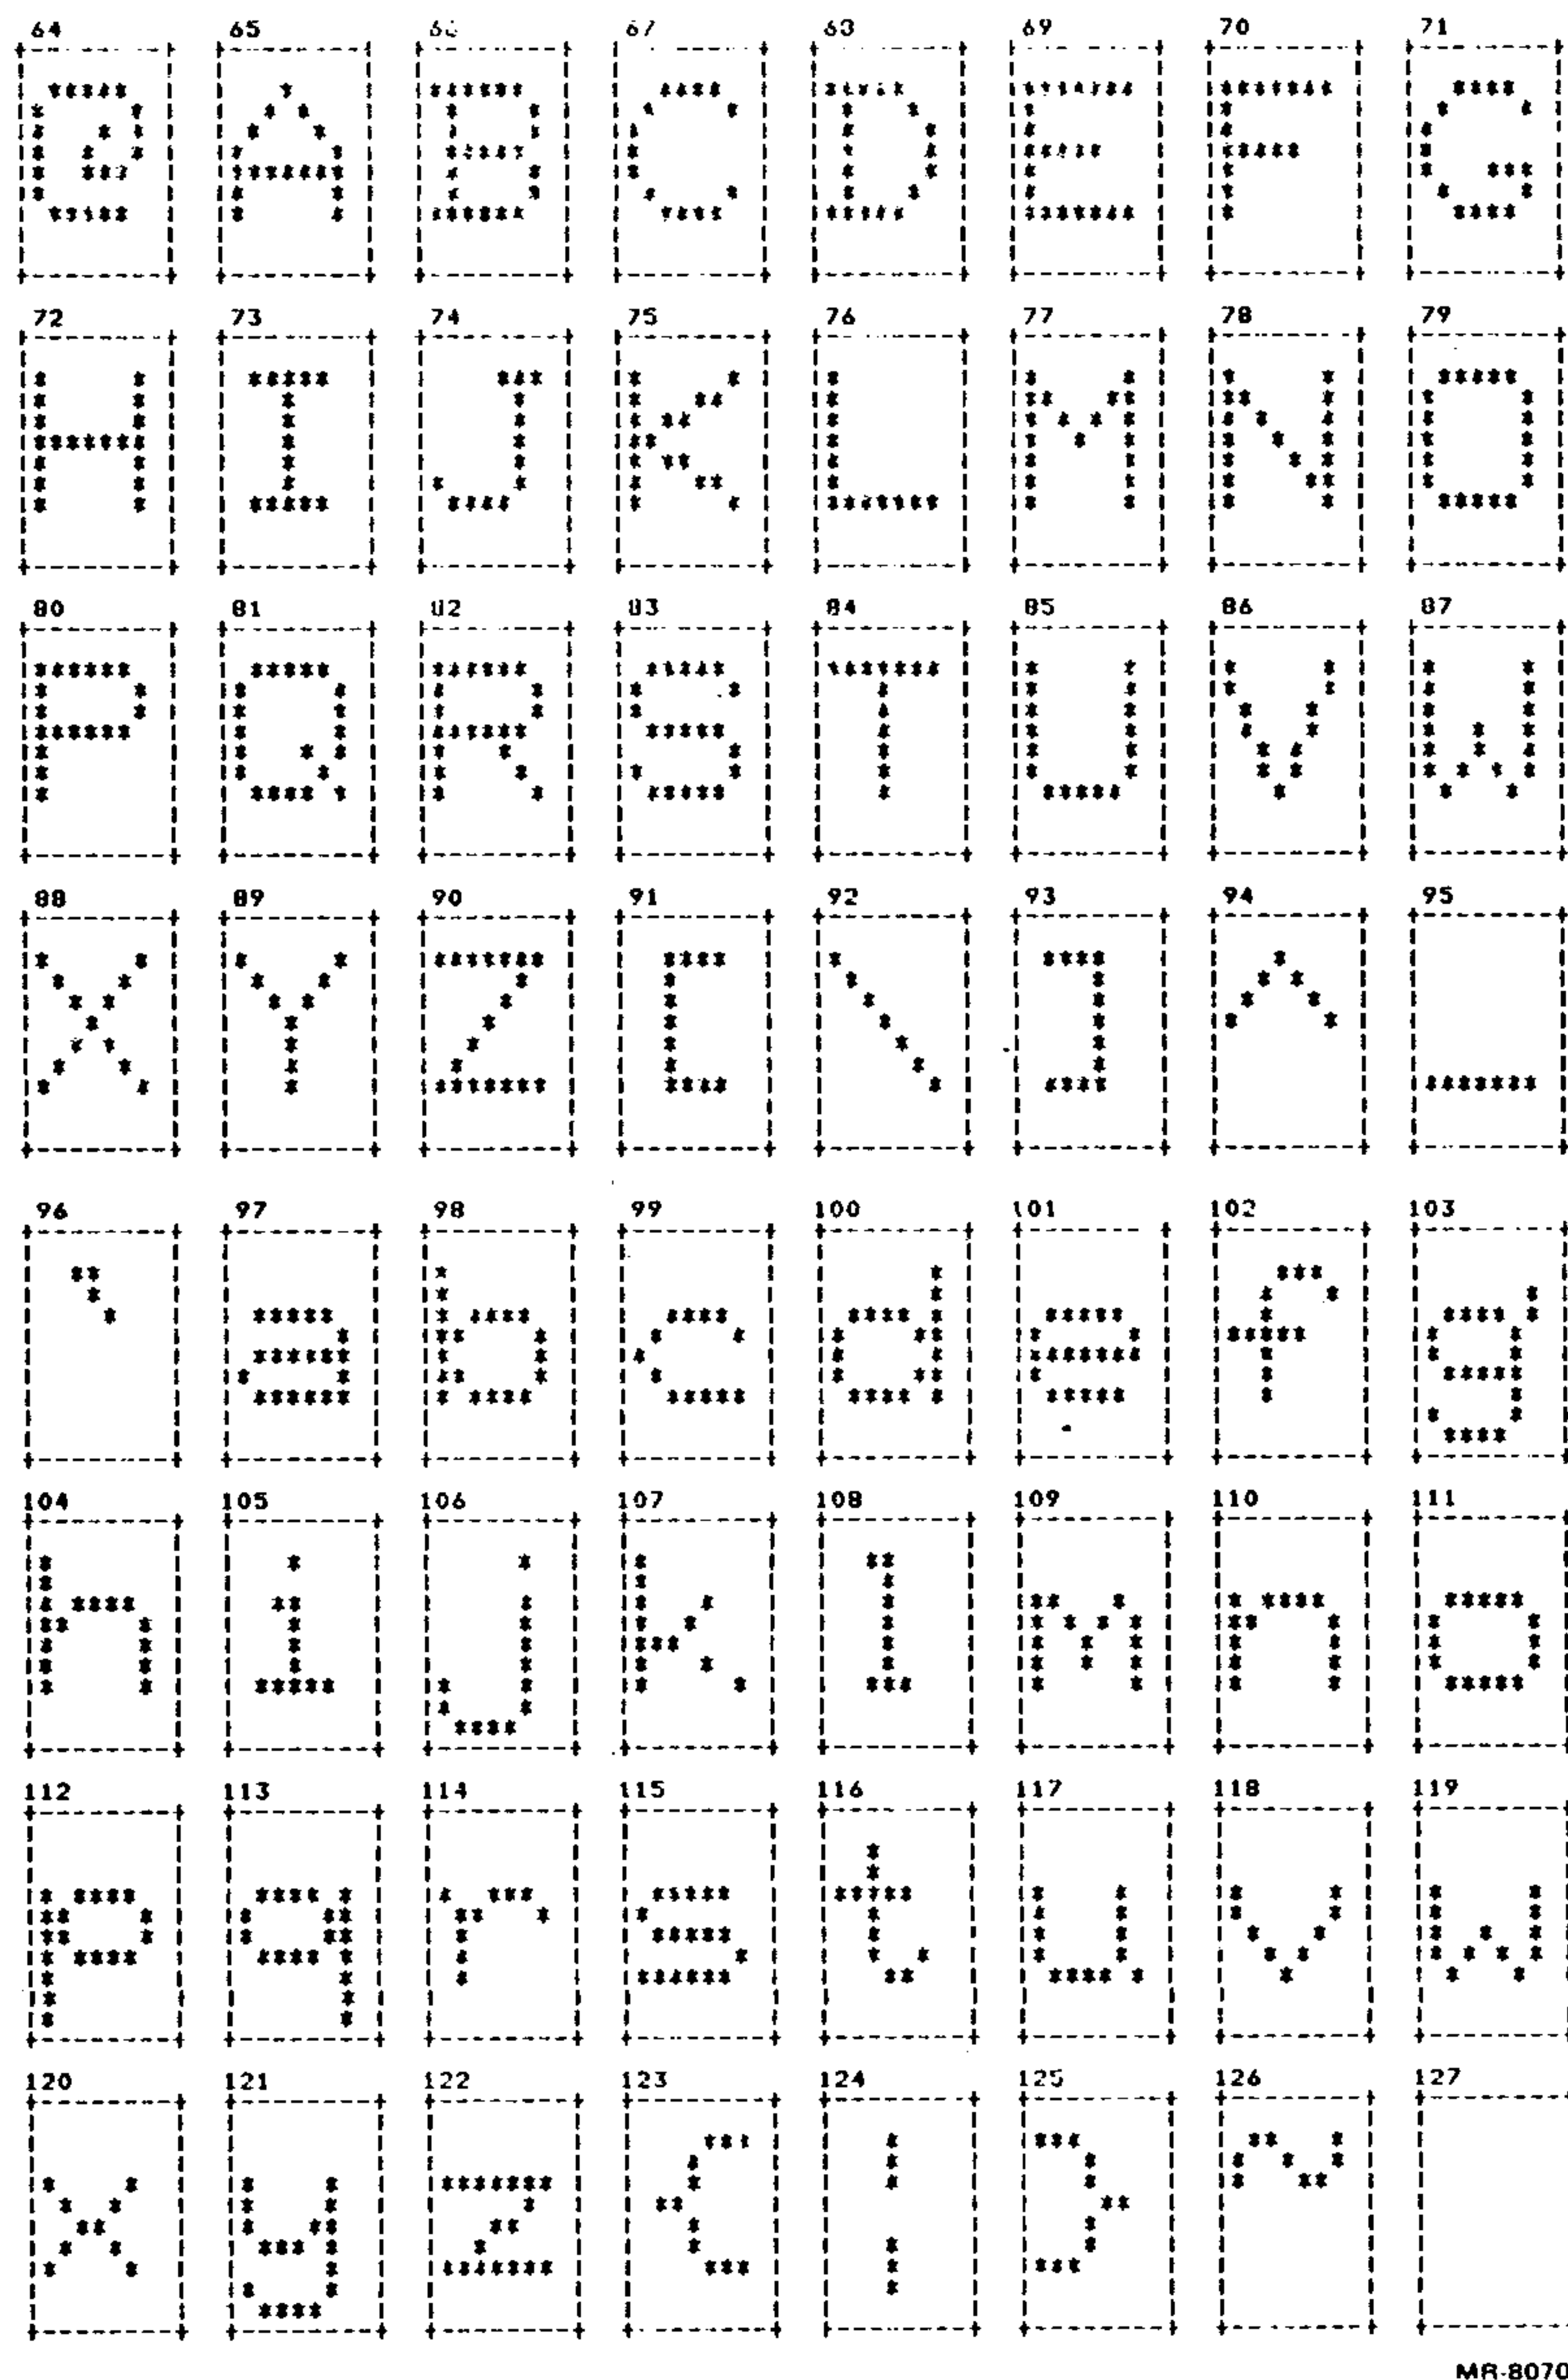 64 65 66 67 68 69 70 71
@ A B C D E F G
72 73 74 75 76 77 78 79
H I J K L M N O
80 81 82 83 84 85 86 87
P Q R S T U V W
88 89 90 91 92 93 94 95
X Y Z [ \ ] ^ _
96 97 98 99 100 101 102 103
` a b c d e f g
104 105 106 107 108 109 110 111
h i j k l m n o
112 113 114 115 116 117 118 119
p q r s t u v w
120 121 122 123 124 125 126 127
x y z { | } ~
MR-8070